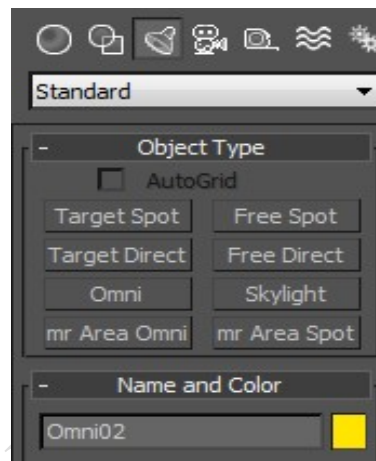 Standard
- Object Type
AutoGrid
Target Spot Free Spot
Target Direct Free Direct
Omni Skylight
mr Area Omni mr Area Spot
- Name and Color
Omni02